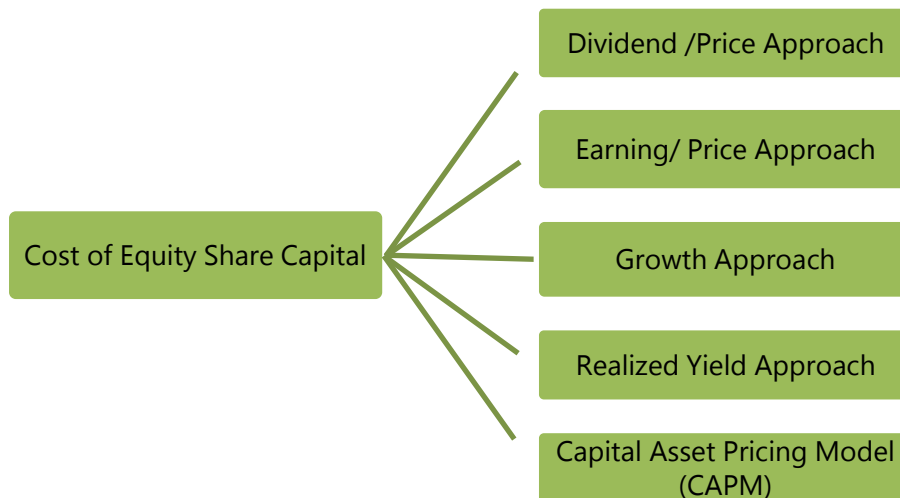 Dividend /Price Approach
Earning/ Price Approach
Cost of Equity Share Capital
Growth Approach
Realized Yield Approach
Capital Asset Pricing Model
(CAPM)